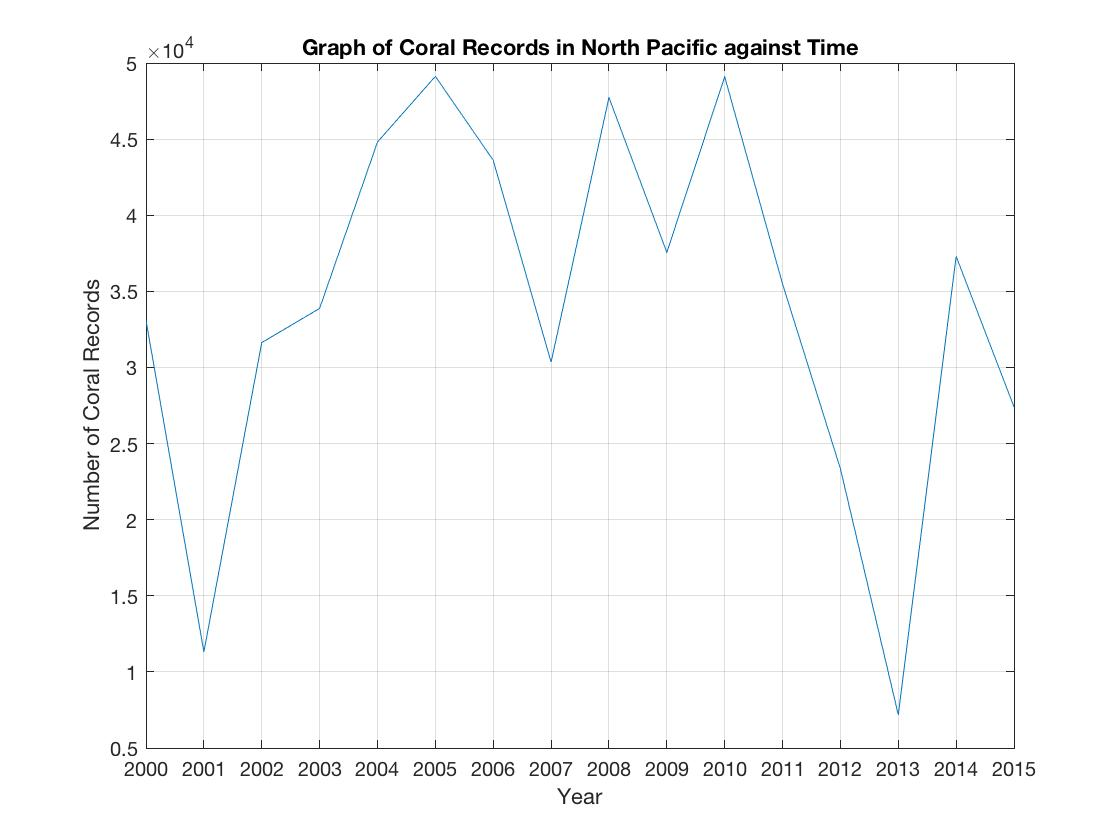 Graph of Coral Records in North Pacific against Time
×10⁴
5
4.5
4
3.5
3
2.5
2
1.5
1
0.5
Number of Coral Records
2000 2001 2002 2003 2004 2005 2006 2007 2008 2009 2010 2011 2012 2013 2014 2015
Year